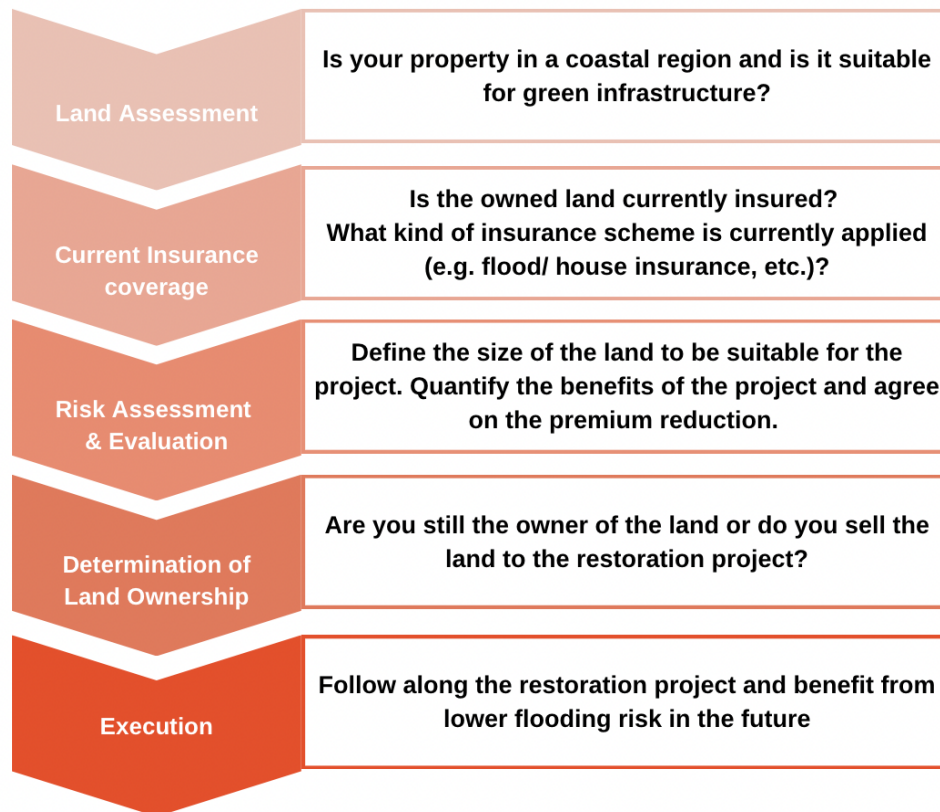 Land Assessment
Is your property in a coastal region and is it suitable
for green infrastructure?
Current Insurance
coverage
Is the owned land currently insured?
What kind of insurance scheme is currently applied
(e.g. flood/ house insurance, etc.)?
Risk Assessment
& Evaluation
Define the size of the land to be suitable for the
project. Quantify the benefits of the project and agree
on the premium reduction.
Determination of
Land Ownership
Are you still the owner of the land or do you sell the
land to the restoration project?
Execution
Follow along the restoration project and benefit from
lower flooding risk in the future